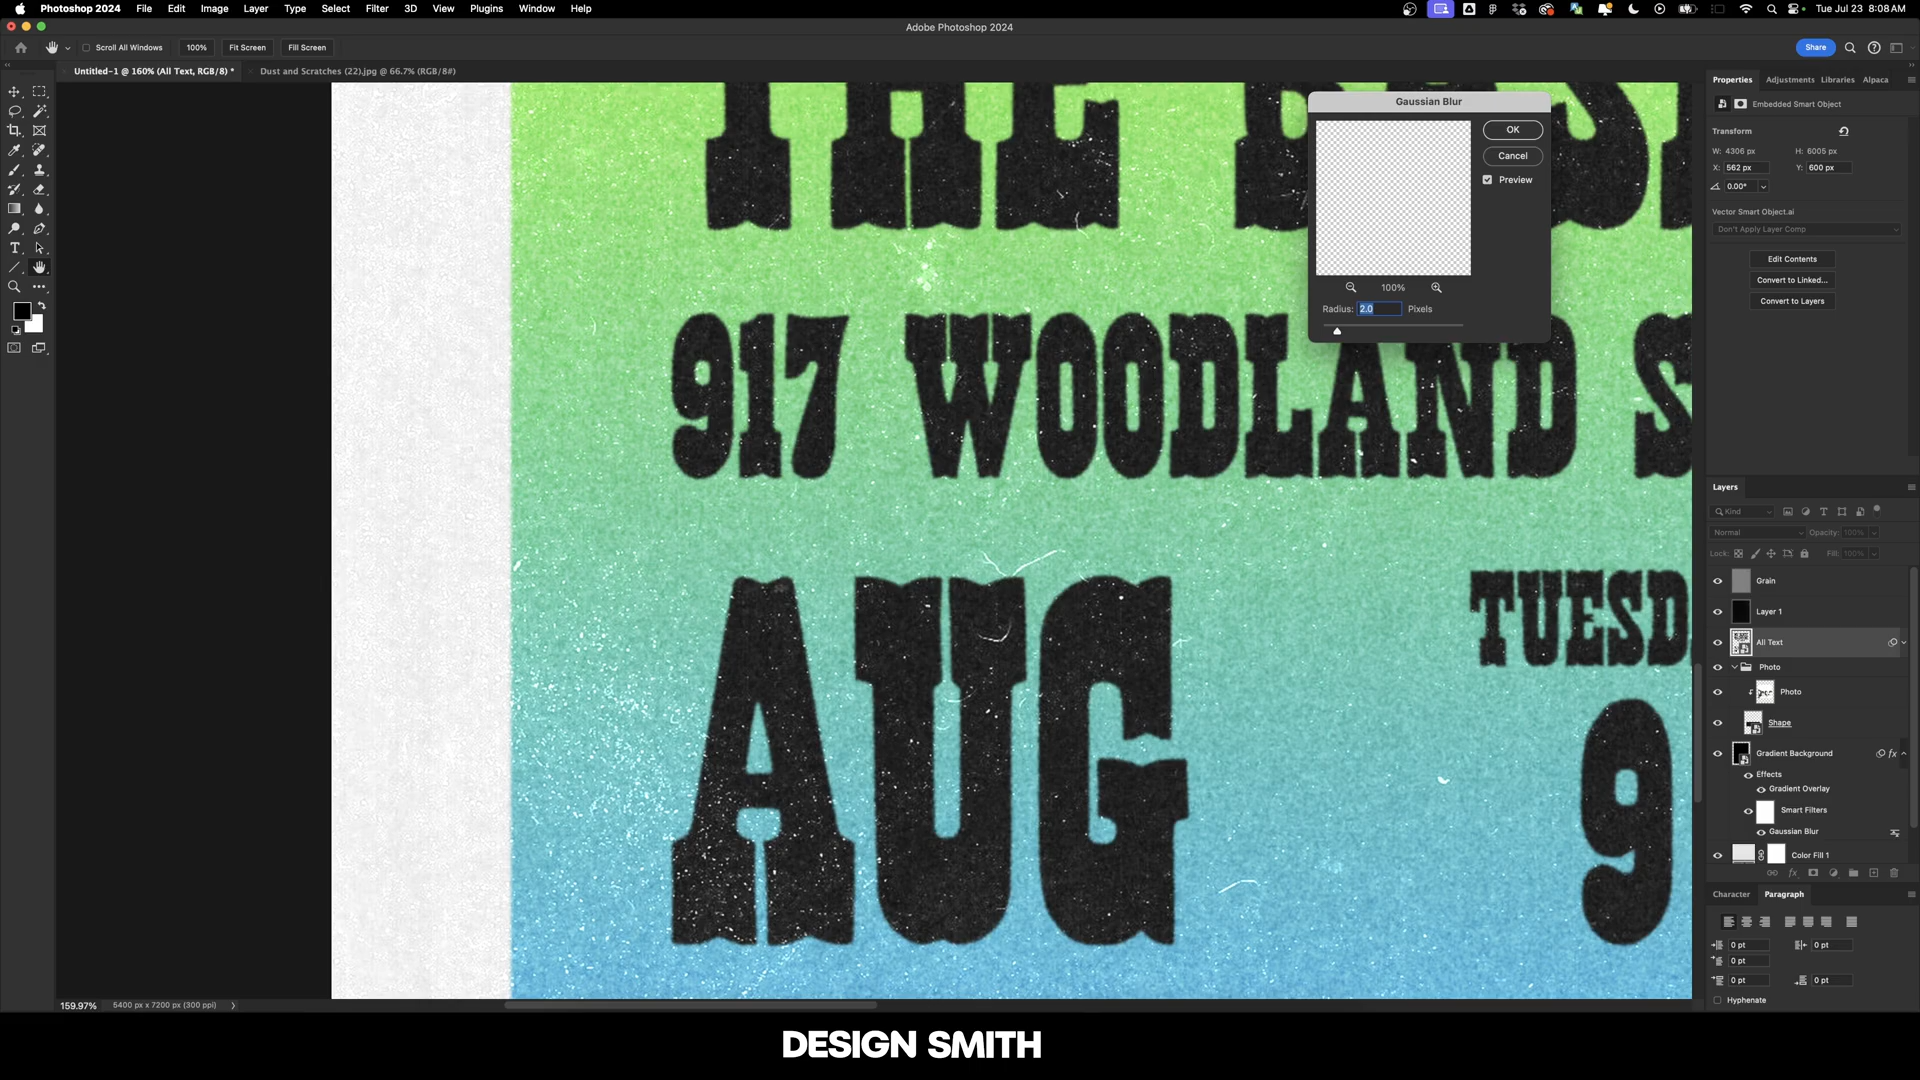 Photoshop 2024 File Edit Image Layer Type Select Filter 3D View Plugins Window Help Tue Jul 23 8:08 AM
Adobe Photoshop 2024
Scroll All Windows 100% Fit Screen Fill Screen Share
Untitled-1 @ 160% (All Text, RGB/8) * Dust and Scratches (22).jpg @ 66.7% (RGB/8#)
Properties Adjustments Libraries Alpaca
Embedded Smart Object
Transform
W: 4306 px H: 6005 px
X: 562 px Y: 600 px
0.00°
Vector Smart Object.ai
Don't Apply Layer Comp
Edit Contents
Convert to Linked...
Convert to Layers
Gaussian Blur
OK
Cancel
Preview
100%
Radius: 2.0 Pixels
THE BAS
917 WOODLAND S
AUG
TUESD
9
Layers
Kind
Normal Opacity: 100%
Lock: Fill: 100%
Grain
Layer 1
All Text
Photo
Photo
Shape
Gradient Background fx
Effects
Gradient Overlay
Smart Filters
Gaussian Blur
Color Fill 1
fx
Character Paragraph
0 pt 0 pt
0 pt
0 pt 0 pt
Hyphenate
159.97% 5400 px x 7200 px (300 ppi)
DESIGN SMITH